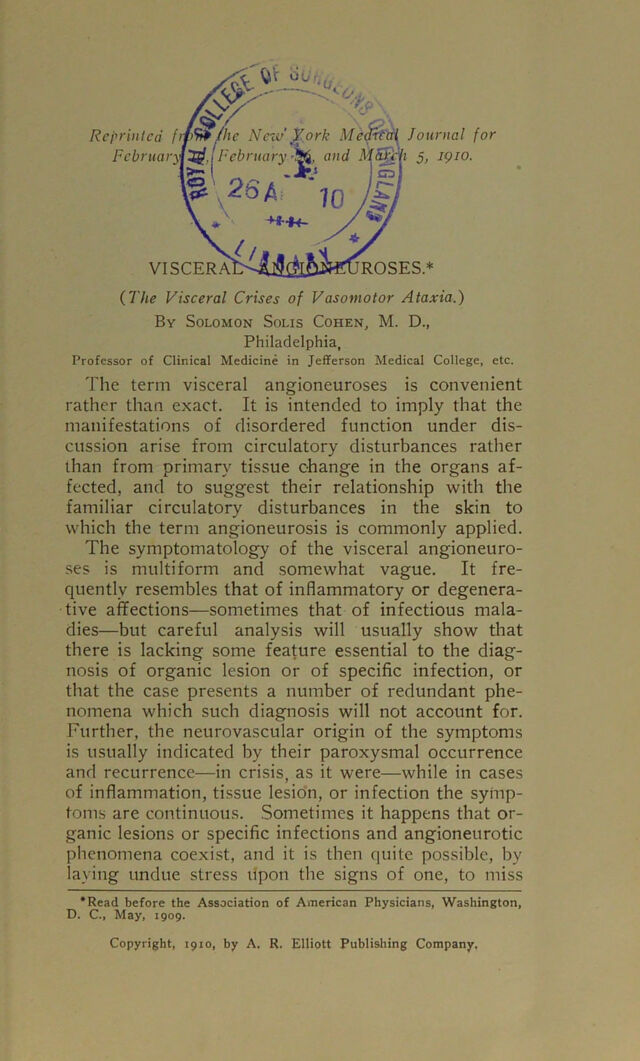 ROYAL COLLEGE OF SURGEONS OF ENGLAND
LIBRARY
26 A 10
Reprinted from the New York Medical Journal for
February February and March 5, 1910.
VISCERAL ANGIONEUROSES.*
(The Visceral Crises of Vasomotor Ataxia.)
By Solomon Solis Cohen, M. D.,
Philadelphia,
Professor of Clinical Medicine in Jefferson Medical College, etc.
The term visceral angioneuroses is convenient
rather than exact. It is intended to imply that the
manifestations of disordered function under dis-
cussion arise from circulatory disturbances rather
than from primary tissue change in the organs af-
fected, and to suggest their relationship with the
familiar circulatory disturbances in the skin to
which the term angioneurosis is commonly applied.
The symptomatology of the visceral angioneuro-
ses is multiform and somewhat vague. It fre-
quently resembles that of inflammatory or degenera-
tive affections—sometimes that of infectious mala-
dies—but careful analysis will usually show that
there is lacking some feature essential to the diag-
nosis of organic lesion or of specific infection, or
that the case presents a number of redundant phe-
nomena which such diagnosis will not account for.
Further, the neurovascular origin of the symptoms
is usually indicated by their paroxysmal occurrence
and recurrence—in crisis, as it were—while in cases
of inflammation, tissue lesion, or infection the symp-
toms are continuous. Sometimes it happens that or-
ganic lesions or specific infections and angioneurotic
phenomena coexist, and it is then quite possible, by
laying undue stress upon the signs of one, to miss
*Read before the Association of American Physicians, Washington,
D. C., May, 1909.
Copyright, 1910, by A. R. Elliott Publishing Company.